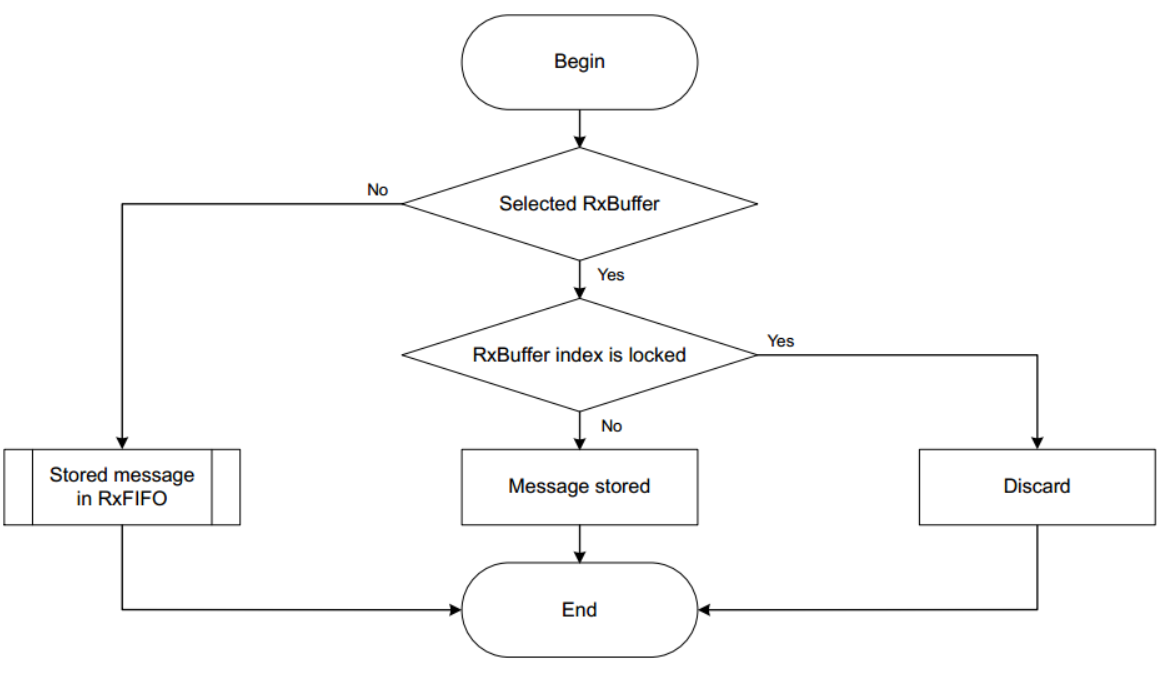 Begin
No
Selected RxBuffer
Yes
RxBuffer index is locked
Yes
No
Stored message
in RxFIFO
Message stored
Discard
End